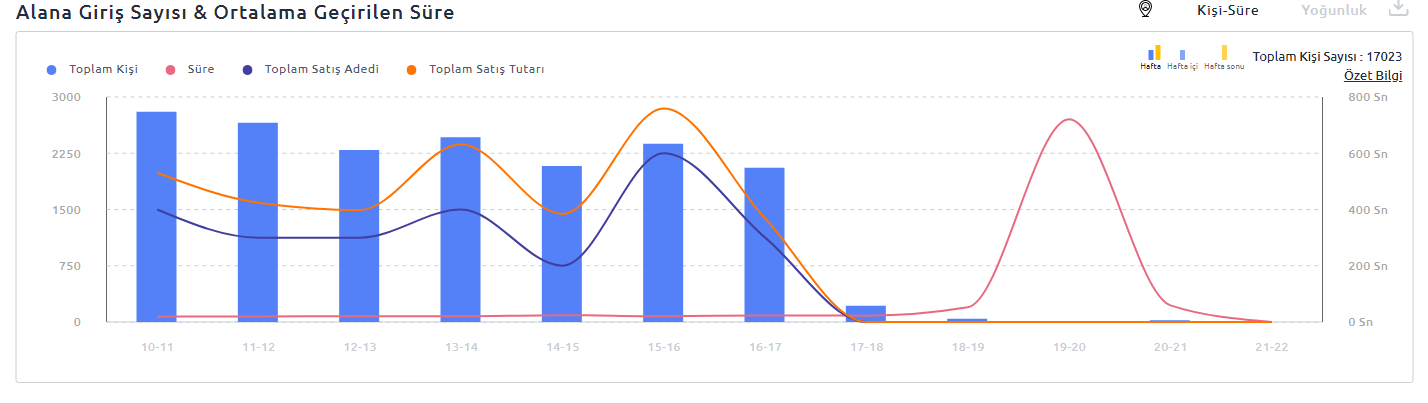 Alana Giriş Sayısı & Ortalama Geçirilen Süre
Kişi-Süre
Yoğunluk
Toplam Kişi
Süre
Toplam Satış Adedi
Toplam Satış Tutarı
Hafta
Hafta içi
Hafta sonu
Toplam Kişi Sayısı : 17023
Özet Bilgi
3000
2250
1500
750
0
800 Sn
600 Sn
400 Sn
200 Sn
0 Sn
10-11 11-12 12-13 13-14 14-15 15-16 16-17 17-18 18-19 19-20 20-21 21-22